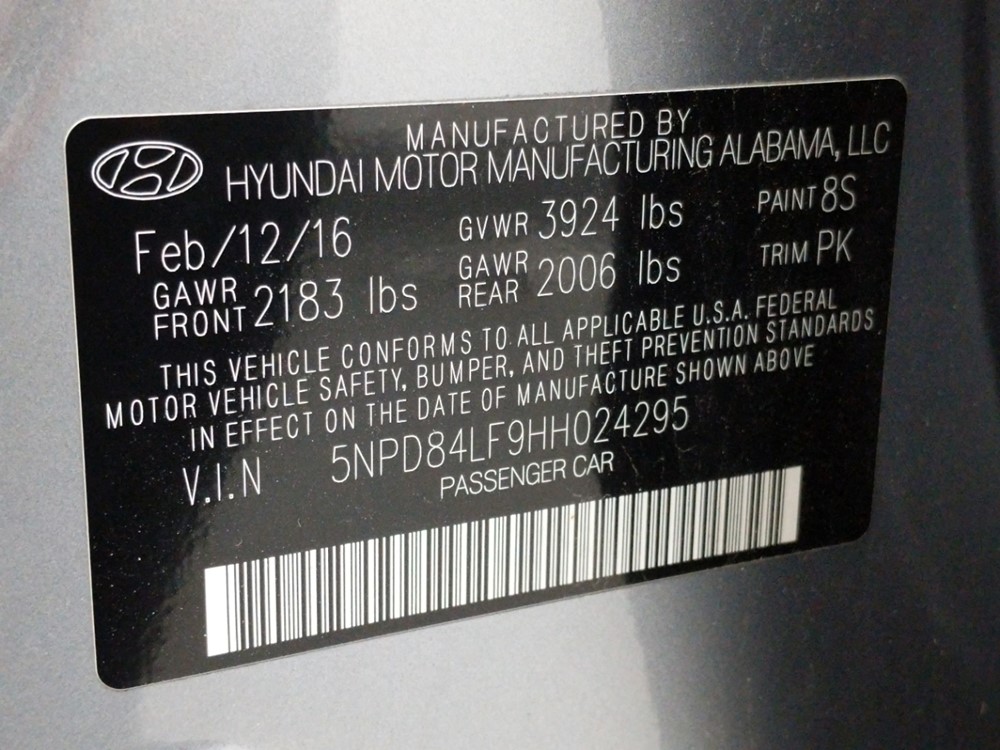 MANUFACTURED BY
HYUNDAI MOTOR MANUFACTURING ALABAMA, LLC
Feb/12/16 GVWR 3924 lbs PAINT 8S
GAWR FRONT 2183 lbs GAWR REAR 2006 lbs TRIM PK
THIS VEHICLE CONFORMS TO ALL APPLICABLE U.S.A. FEDERAL
MOTOR VEHICLE SAFETY, BUMPER, AND THEFT PREVENTION STANDARDS
IN EFFECT ON THE DATE OF MANUFACTURE SHOWN ABOVE
V.I.N 5NPD84LF9HH024295
PASSENGER CAR